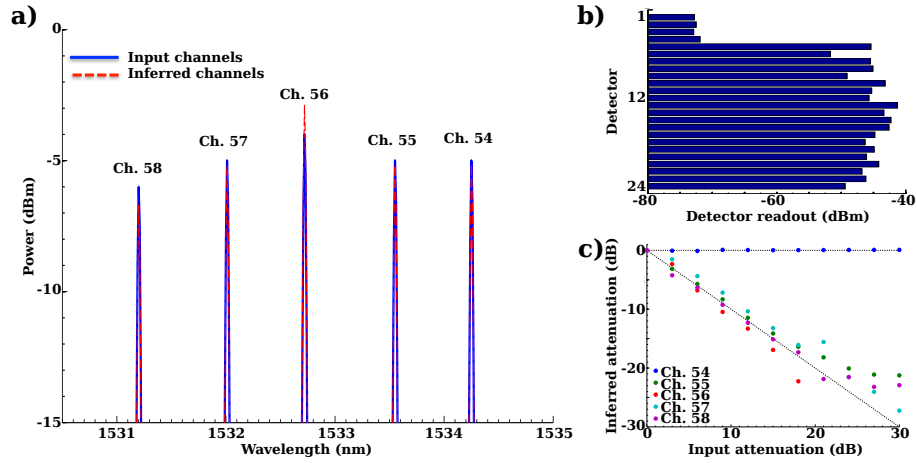 a)
0
-5
-10
-15
Power (dBm)
Input channels
Inferred channels
Ch. 58
Ch. 57
Ch. 56
Ch. 55
Ch. 54
1531
1532
1533
1534
1535
Wavelength (nm)
b)
1
12
24
Detector
-80
-60
-40
Detector readout (dBm)
c)
0
-10
-20
-30
Inferred attenuation (dB)
Ch. 54
Ch. 55
Ch. 56
Ch. 57
Ch. 58
0
10
20
30
Input attenuation (dB)